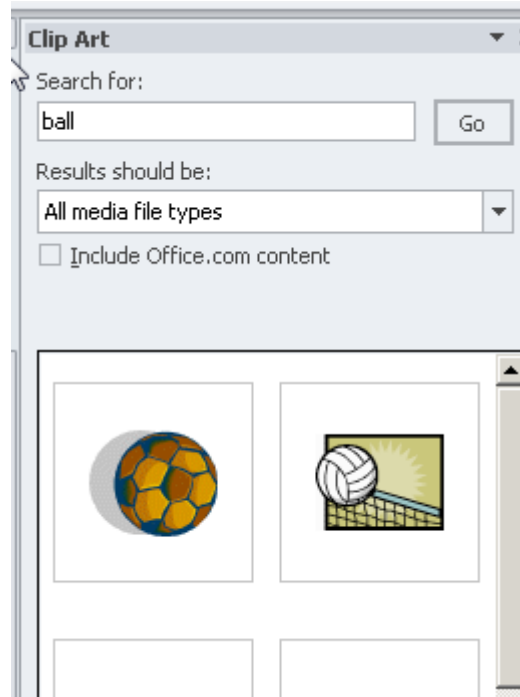 Clip Art
Search for:
ball
Go
Results should be:
All media file types
Include Office.com content